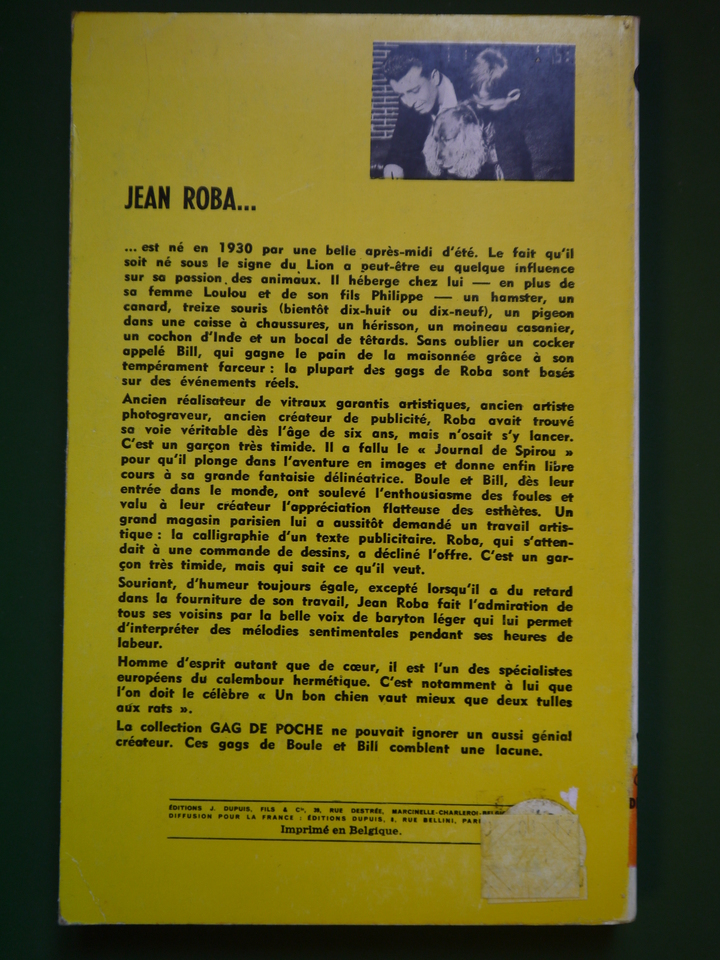 JEAN ROBA...
... est né en 1930 par une belle après-midi d'été. Le fait qu'il
soit né sous le signe du Lion a peut-être eu quelque influence
sur sa passion des animaux. Il héberge chez lui — en plus de
sa femme Loulou et de son fils Philippe — un hamster, un
canard, treize souris (bientôt dix-huit ou dix-neuf), un pigeon
dans une caisse à chaussures, un hérisson, un moineau casanier,
un cochon d'Inde et un bocal de têtards. Sans oublier un cocker
appelé Bill, qui gagne le pain de la maisonnée grâce à son
tempérament farceur : la plupart des gags de Roba sont basés
sur des événements réels.
Ancien réalisateur de vitraux garantis artistiques, ancien artiste
photograveur, ancien créateur de publicité, Roba avait trouvé
sa voie véritable dès l'âge de six ans, mais n'osait s'y lancer.
C'est un garçon très timide. Il a fallu le « Journal de Spirou »
pour qu'il plonge dans l'aventure en images et donne enfin libre
cours à sa grande fantaisie délinéatrice. Boule et Bill, dès leur
entrée dans le monde, ont soulevé l'enthousiasme des foules et
valu à leur créateur l'appréciation flatteuse des esthètes. Un
grand magasin parisien lui a aussitôt demandé un travail artis-
tique : la calligraphie d'un texte publicitaire. Roba, qui s'atten-
dait à une commande de dessins, a décliné l'offre. C'est un gar-
çon très timide, mais qui sait ce qu'il veut.
Souriant, d'humeur toujours égale, excepté lorsqu'il a du retard
dans la fourniture de son travail, Jean Roba fait l'admiration de
tous ses voisins par la belle voix de baryton léger qui lui permet
d'interpréter des mélodies sentimentales pendant ses heures de
labeur.
Homme d'esprit autant que de cœur, il est l'un des spécialistes
européens du calembour hermétique. C'est notamment à lui que
l'on doit le célèbre « Un bon chien vaut mieux que deux tulles
aux rats ».
La collection GAG DE POCHE ne pouvait ignorer un aussi génial
créateur. Ces gags de Boule et Bill comblent une lacune.
ÉDITIONS J. DUPUIS, FILS & Cie, 39, RUE DESTRÉE, MARCINELLE-CHARLEROI-
DIFFUSION POUR LA FRANCE : ÉDITIONS DUPUIS, 5, RUE BELLINI,
Imprimé en Belgique.